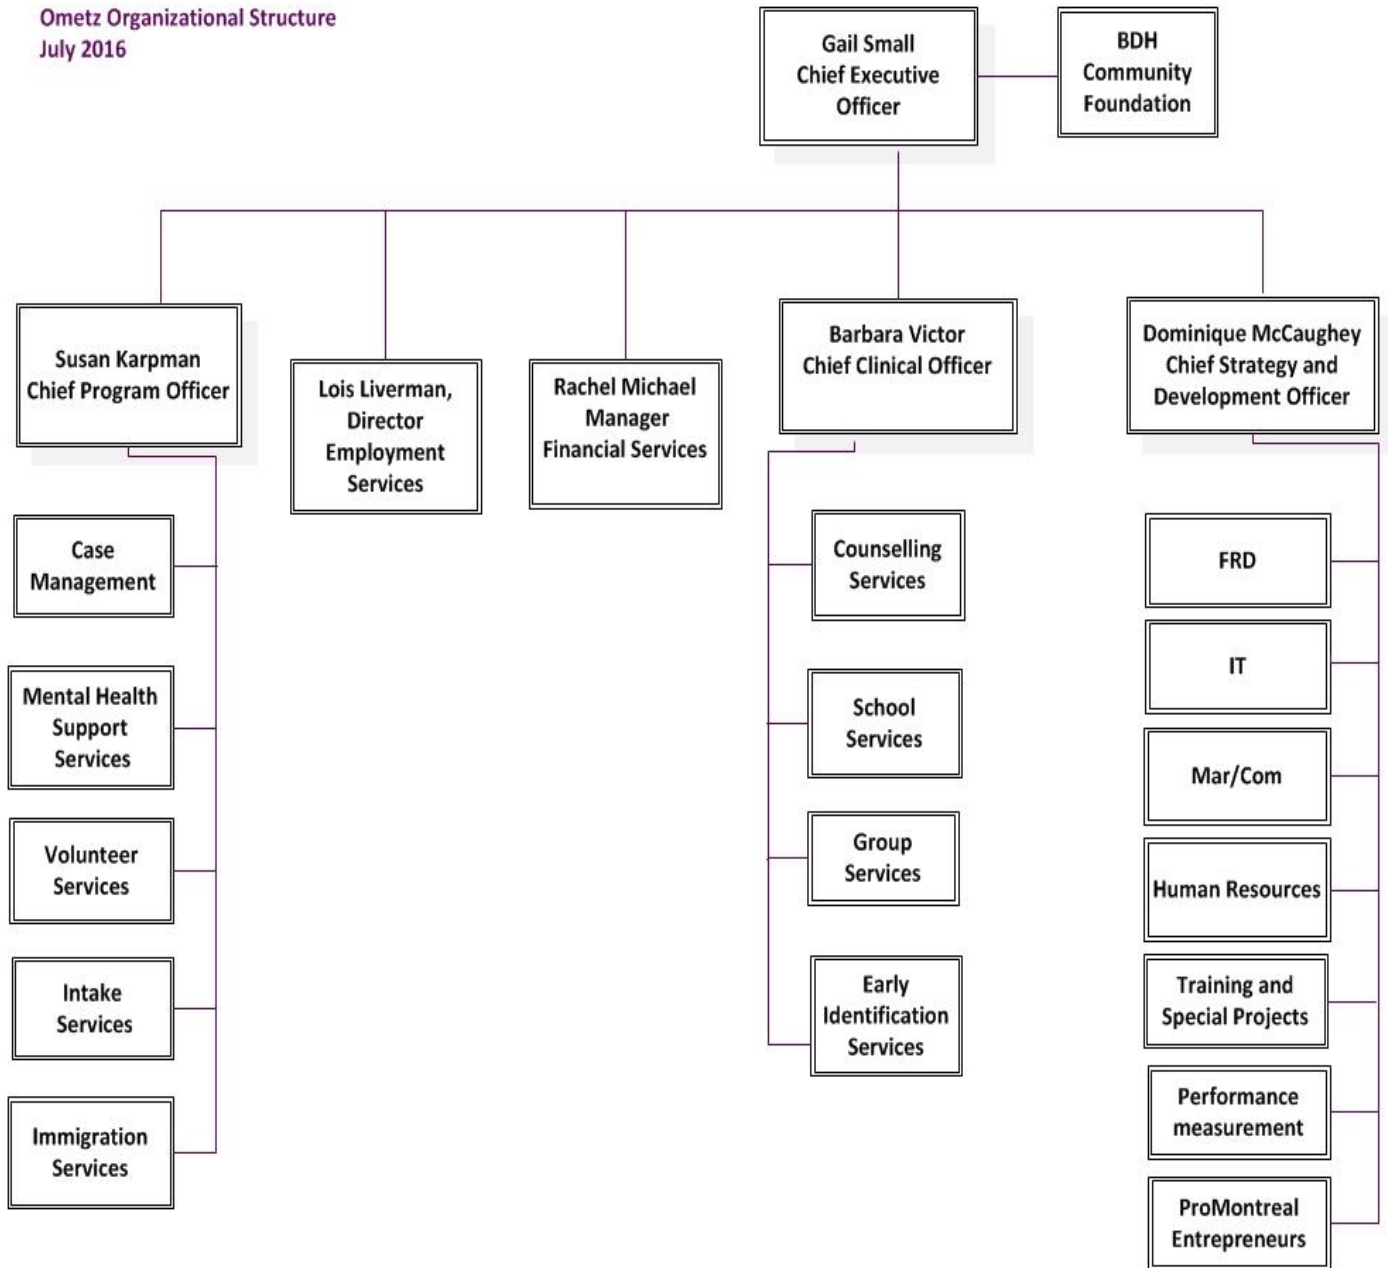 Ometz Organizational Structure
July 2016
Gail Small
Chief Executive
Officer
BDH
Community
Foundation
Susan Karpman
Chief Program Officer
Lois Liverman,
Director
Employment
Services
Rachel Michael
Manager
Financial Services
Barbara Victor
Chief Clinical Officer
Dominique McCaughey
Chief Strategy and
Development Officer
Case
Management
Mental Health
Support
Services
Volunteer
Services
Intake
Services
Immigration
Services
Counselling
Services
School
Services
Group
Services
Early
Identification
Services
FRD
IT
Mar/Com
Human Resources
Training and
Special Projects
Performance
measurement
ProMontreal
Entrepreneurs